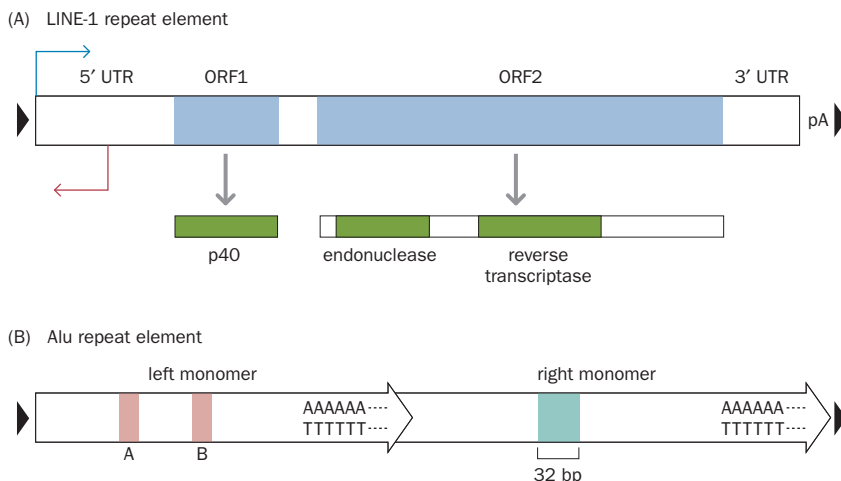 (A) LINE-1 repeat element
5′ UTR ORF1 ORF2 3′ UTR
pA
p40 endonuclease reverse
transcriptase
(B) Alu repeat element
left monomer right monomer
AAAAAA---- AAAAAA----
TTTTTT---- TTTTTT----
A B
32 bp